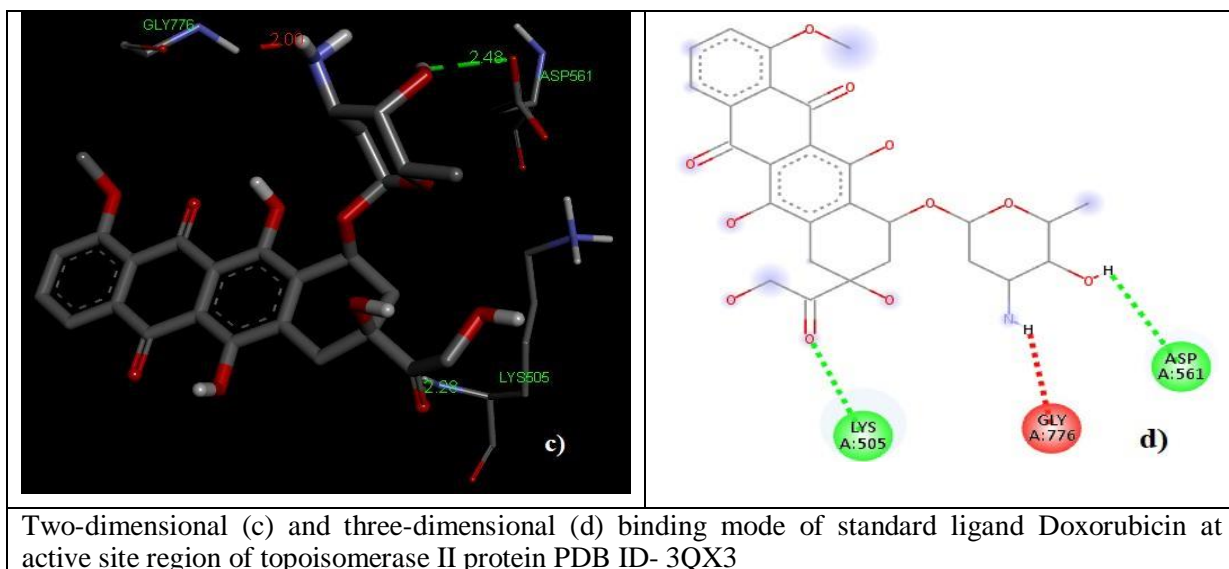 GLY776
2.00
2.48
ASP561
2.28
LYS505
c)
O
O
O
O
O
O
O
O
O
O
O
H
N
H
ASP
A:561
LYS
A:505
GLY
A:776
d)
Two-dimensional (c) and three-dimensional (d) binding mode of standard ligand Doxorubicin at
active site region of topoisomerase II protein PDB ID- 3QX3